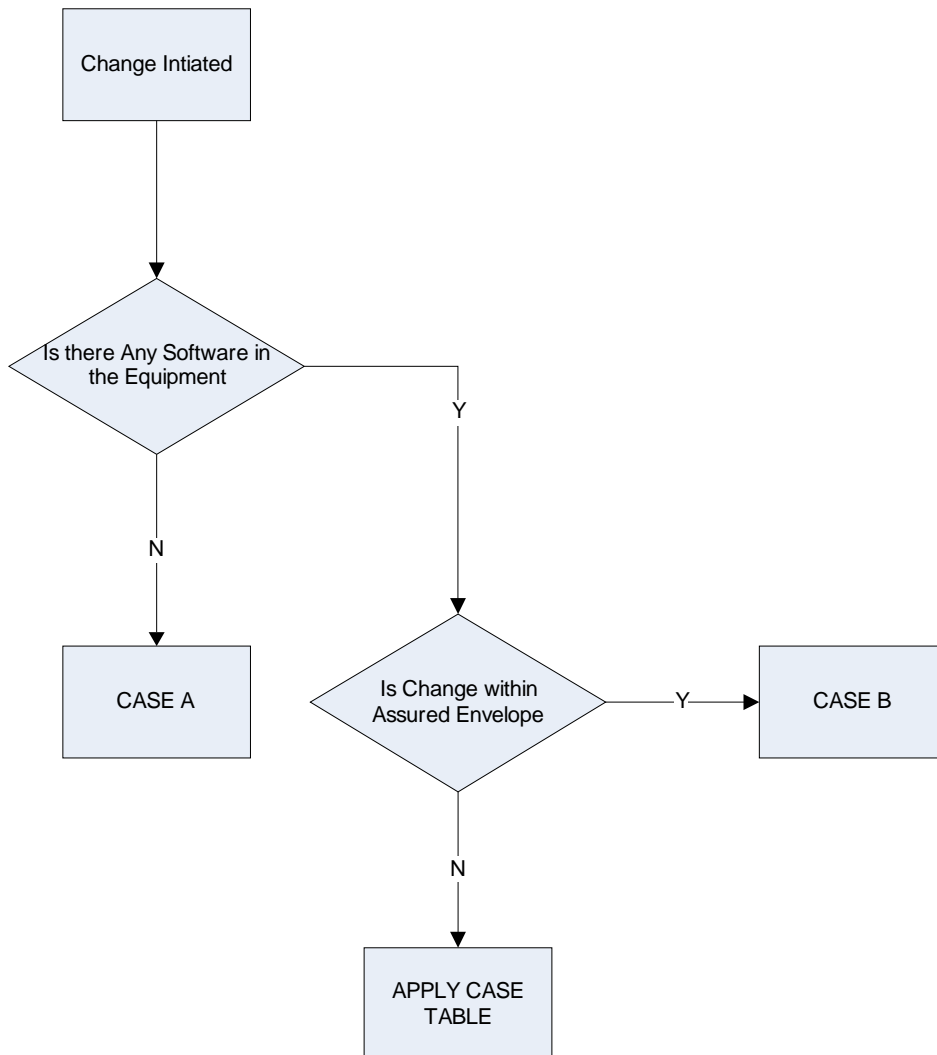 Change Intiated
Is there Any Software in
the Equipment
Y
N
CASE A
Is Change within
Assured Envelope
Y
CASE B
N
APPLY CASE
TABLE